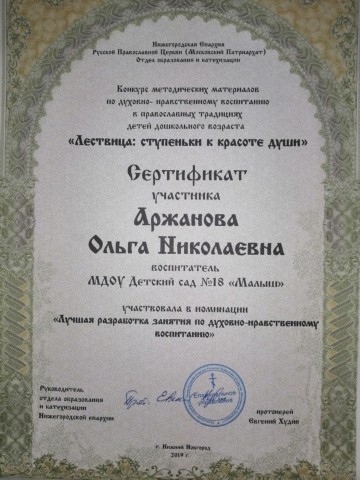 Нижегородская Епархия
Русской Православной Церкви (Московский Патриархат)
Отдел образования и катехизации
Конкурс методических материалов
по духовно- нравственному воспитанию
в православных традициях
детей дошкольного возраста
«Лествица: ступеньки к красоте души»
Сертификат
участника
Аржанова
Ольга Николаевна
воспитатель
МДОУ Детский сад №18 «Малыш»
участвовала в номинации
«Лучшая разработка занятия по духовно-нравственному
воспитанию»
Руководитель
отдела образования
и катехизации
Нижегородской епархии
протоиерей
Евгений Худин
г. Нижний Новгород
2019 г.